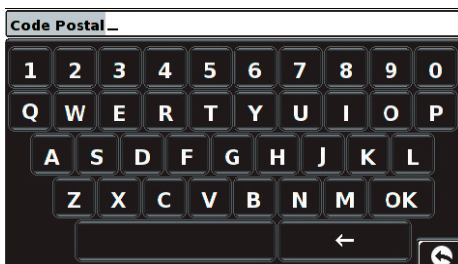 Code Postal_
1 2 3 4 5 6 7 8 9 0
Q W E R T Y U I O P
A S D F G H J K L
Z X C V B N M OK
←